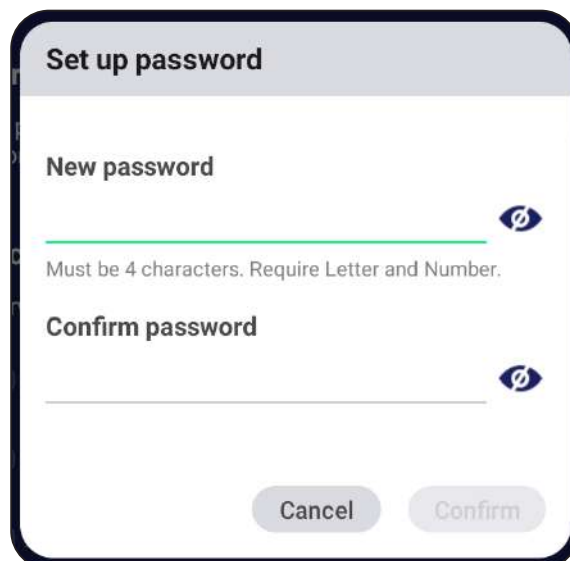 Set up password
New password
Must be 4 characters. Require Letter and Number.
Confirm password
Cancel
Confirm